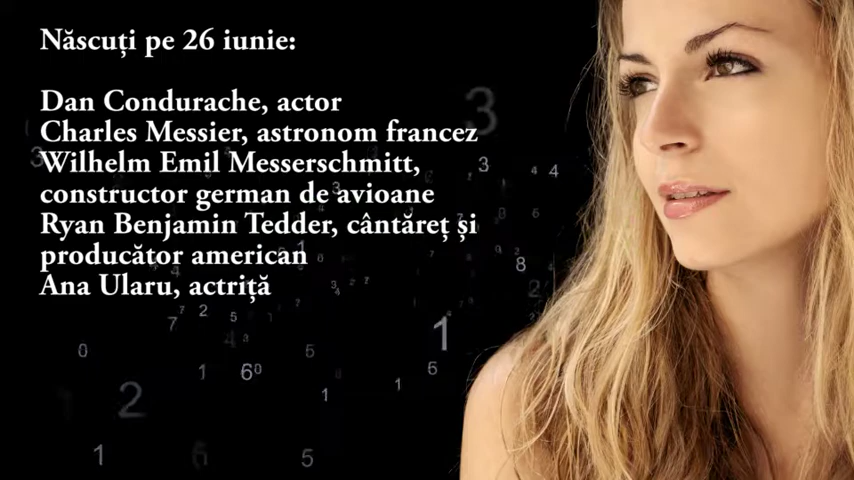 Născuți pe 26 iunie:
Dan Condurache, actor
Charles Messier, astronom francez
Wilhelm Emil Messerschmitt,
constructor german de avioane
Ryan Benjamin Tedder, cântăreț și
producător american
Ana Ularu, actriță